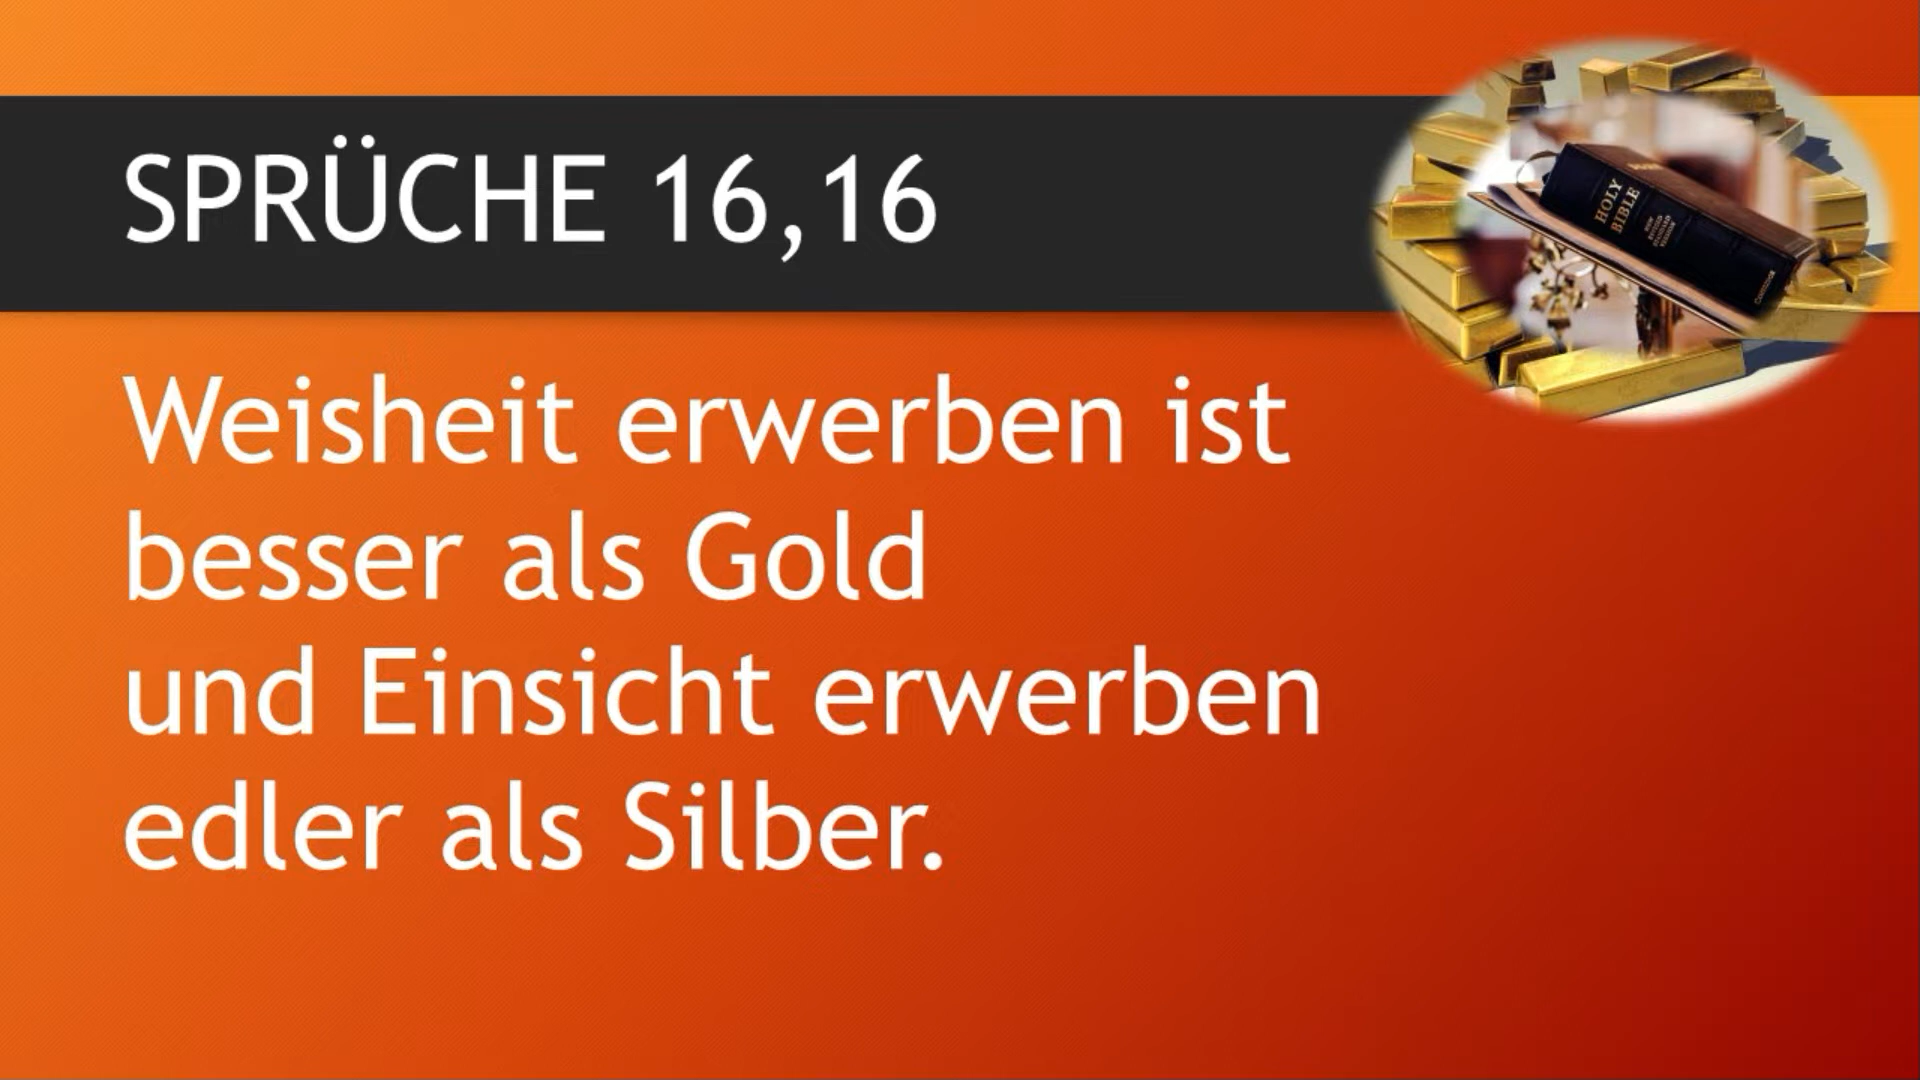 SPRÜCHE 16,16
HOLY
BIBLE
Weisheit erwerben ist
besser als Gold
und Einsicht erwerben
edler als Silber.